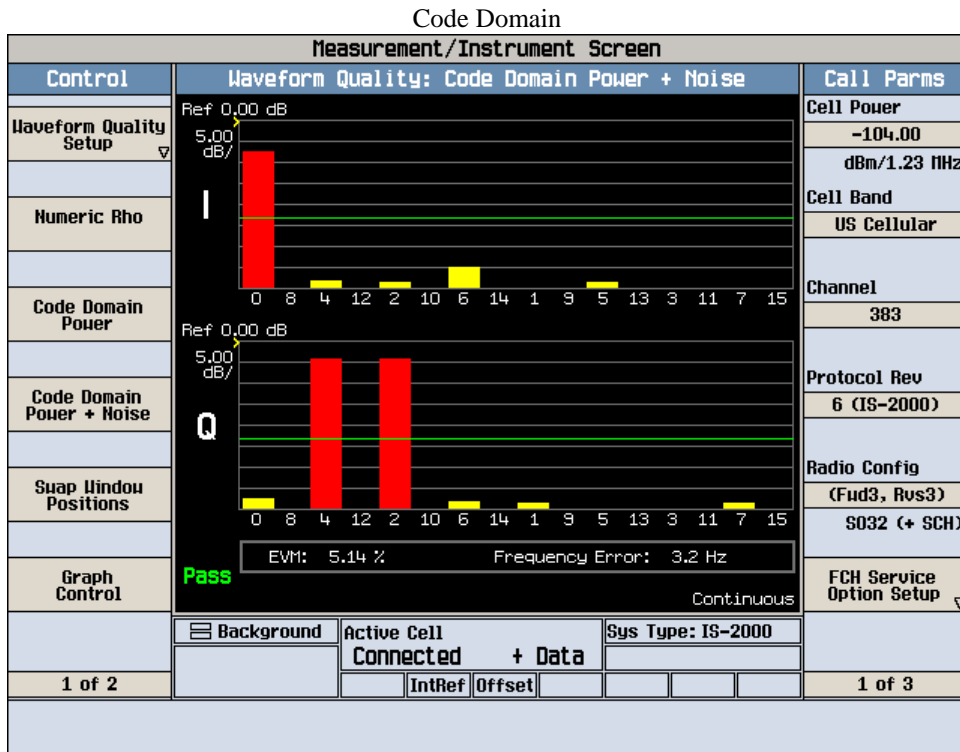 Code Domain
Measurement/Instrument Screen
Control
Waveform Quality: Code Domain Power + Noise
Call Parms
Waveform Quality
Setup
Numeric Rho
Code Domain
Power
Code Domain
Power + Noise
Swap Window
Positions
Graph
Control
1 of 2
Ref 0.00 dB
5.00
dB/
I
0 8 4 12 2 10 6 14 1 9 5 13 3 11 7 15
Ref 0.00 dB
5.00
dB/
Q
0 8 4 12 2 10 6 14 1 9 5 13 3 11 7 15
EVM: 5.14 % Frequency Error: 3.2 Hz
Pass
Continuous
Background
Active Cell
Connected + Data
Sys Type: IS-2000
IntRef Offset
Cell Power
-104.00
dBm/1.23 MHz
Cell Band
US Cellular
Channel
383
Protocol Rev
6 (IS-2000)
Radio Config
(Fwd3, Rvs3)
SO32 (+ SCH)
FCH Service
Option Setup
1 of 3